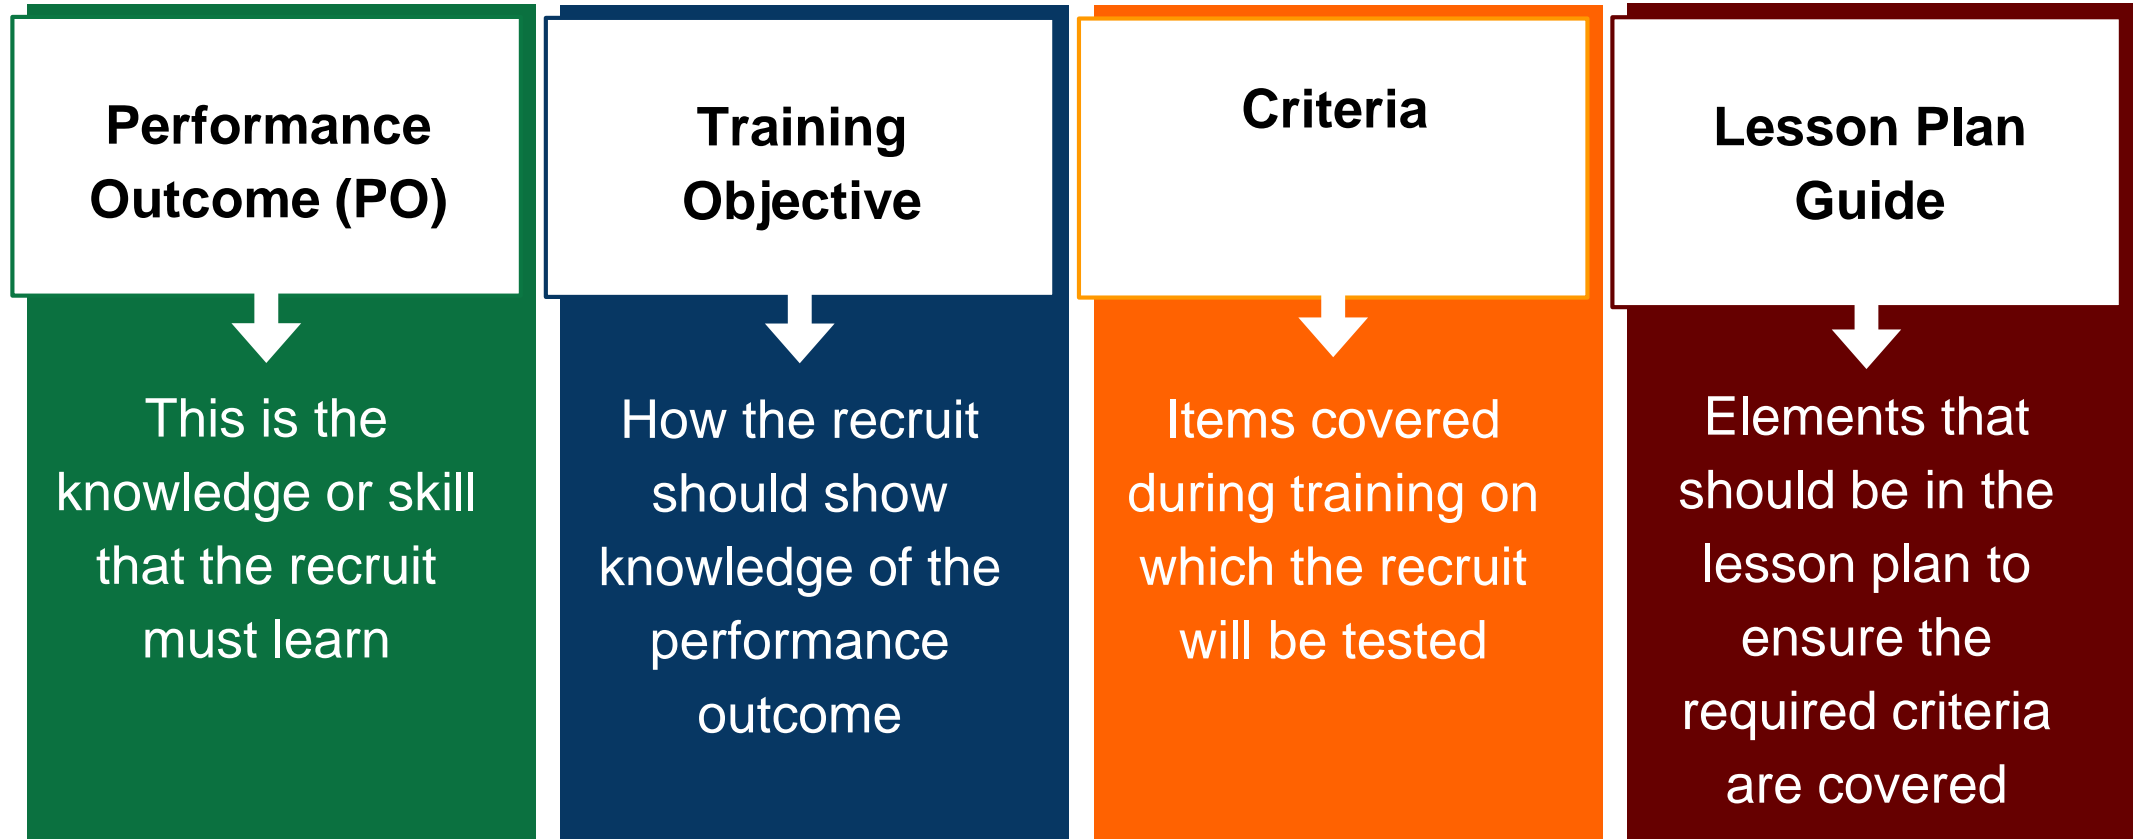 Performance
Outcome (PO)
This is the
knowledge or skill
that the recruit
must learn
Training
Objective
How the recruit
should show
knowledge of the
performance
outcome
Criteria
Items covered
during training on
which the recruit
will be tested
Lesson Plan
Guide
Elements that
should be in the
lesson plan to
ensure the
required criteria
are covered